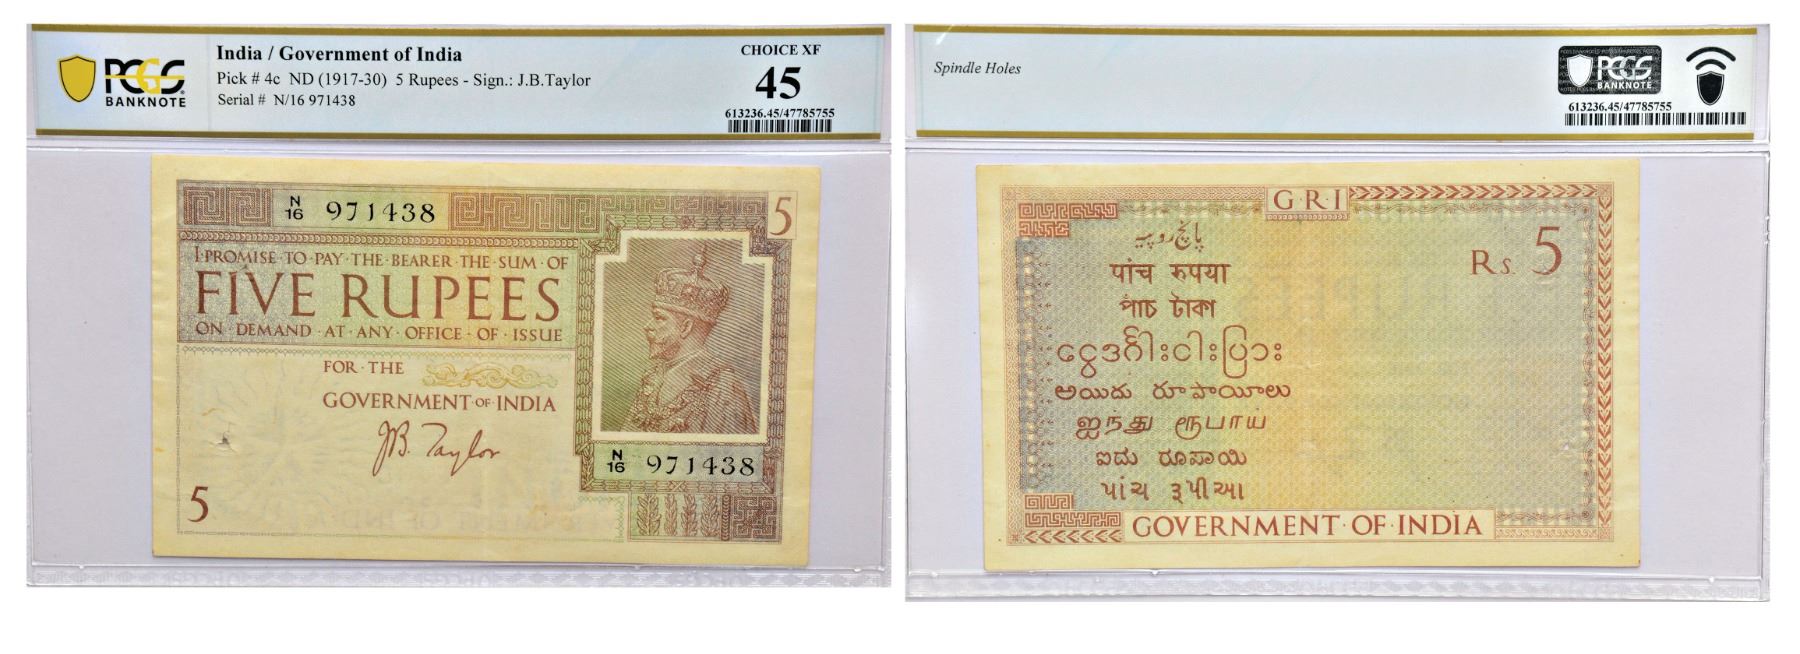 PCGS
BANKNOTE
India / Government of India
Pick # 4c ND (1917-30) 5 Rupees - Sign.: J.B.Taylor
Serial # N/16 971438
CHOICE XF
45
613236.45/47785755
N/16 971438
5
I·PROMISE·TO·PAY·THE·BEARER·THE·SUM·OF
FIVE RUPEES
ON·DEMAND·AT·ANY·OFFICE·OF·ISSUE
FOR·THE
GOVERNMENT·OF·INDIA
J.B. Taylor
N/16 971438
5
Spindle Holes
PCGS
BANKNOTE
613236.45/47785755
G·R·I
پانچ روپیہ
Rs. 5
पांच रुपया
পাঁচ টাকা
ငွေဒင်္ဂါးငါးပြား
అయిదు రూపాయీలు
ஐந்து ரூபாய்
ಐದು ರೂಪಾಯಿ
પાંચ રૂપીઆ
GOVERNMENT·OF·INDIA